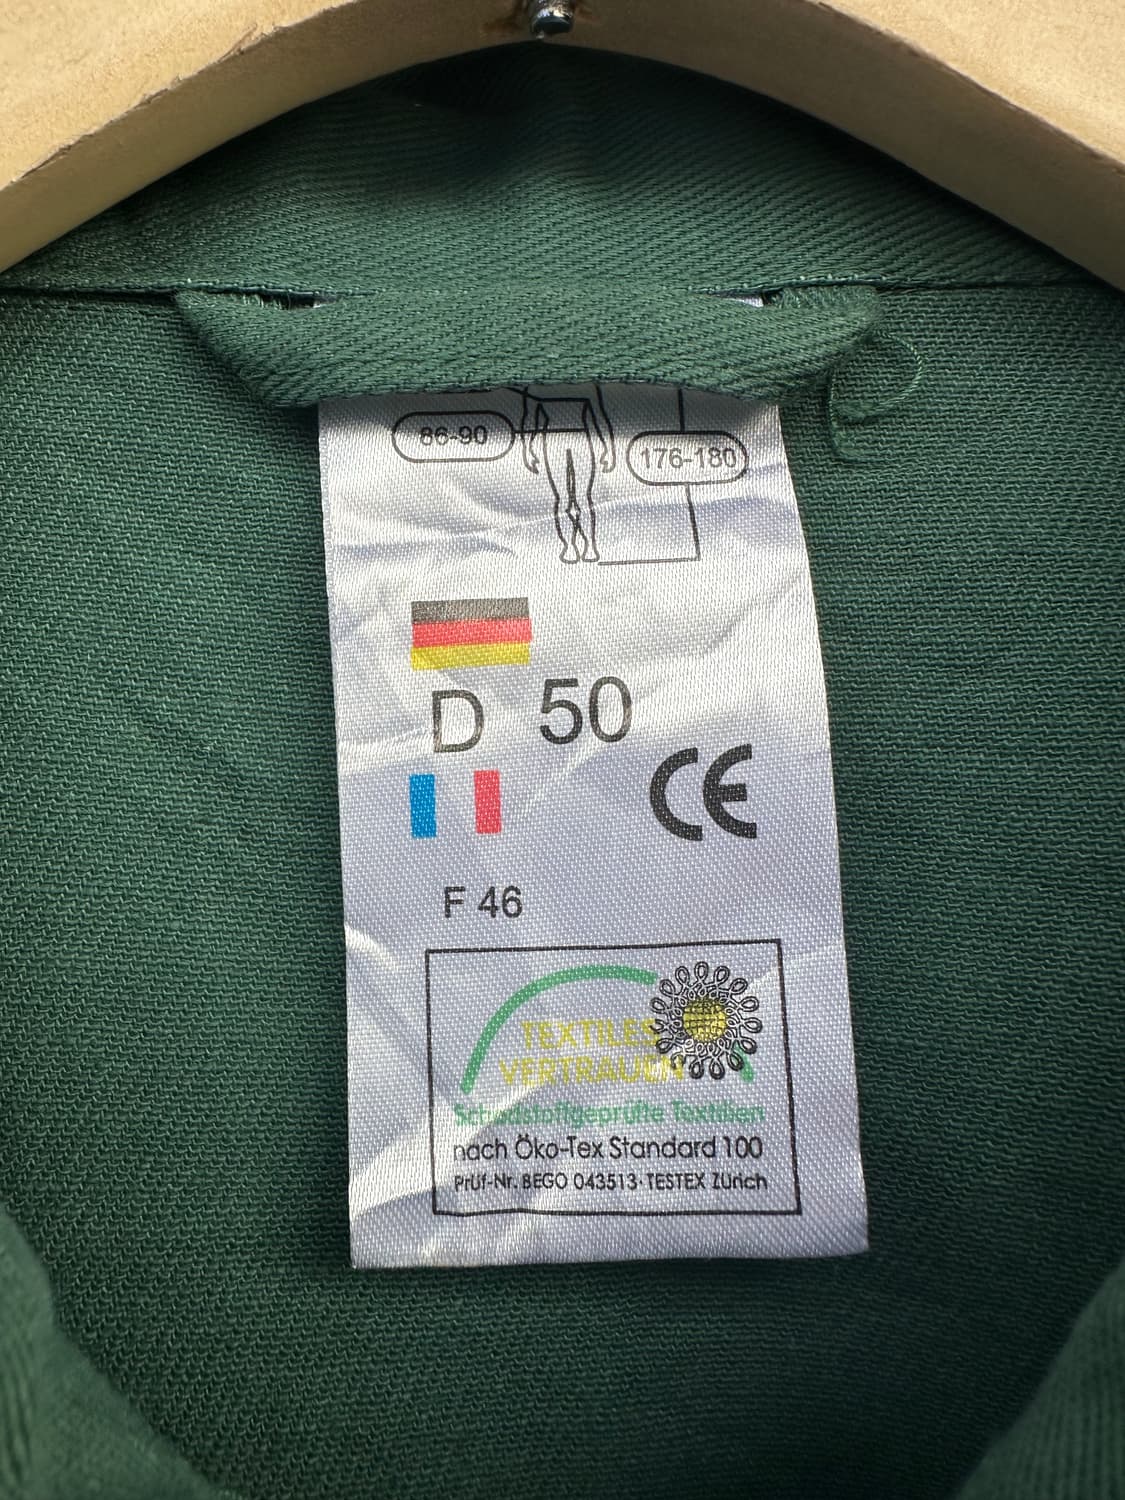 86-90
176-180
D 50
CE
F 46
TEXTILES
VERTRAUEN
Schadstoffgeprüfte Textilien
nach Öko-Tex Standard 100
Prüf-Nr. BEGO 043513·TESTEX Zürich